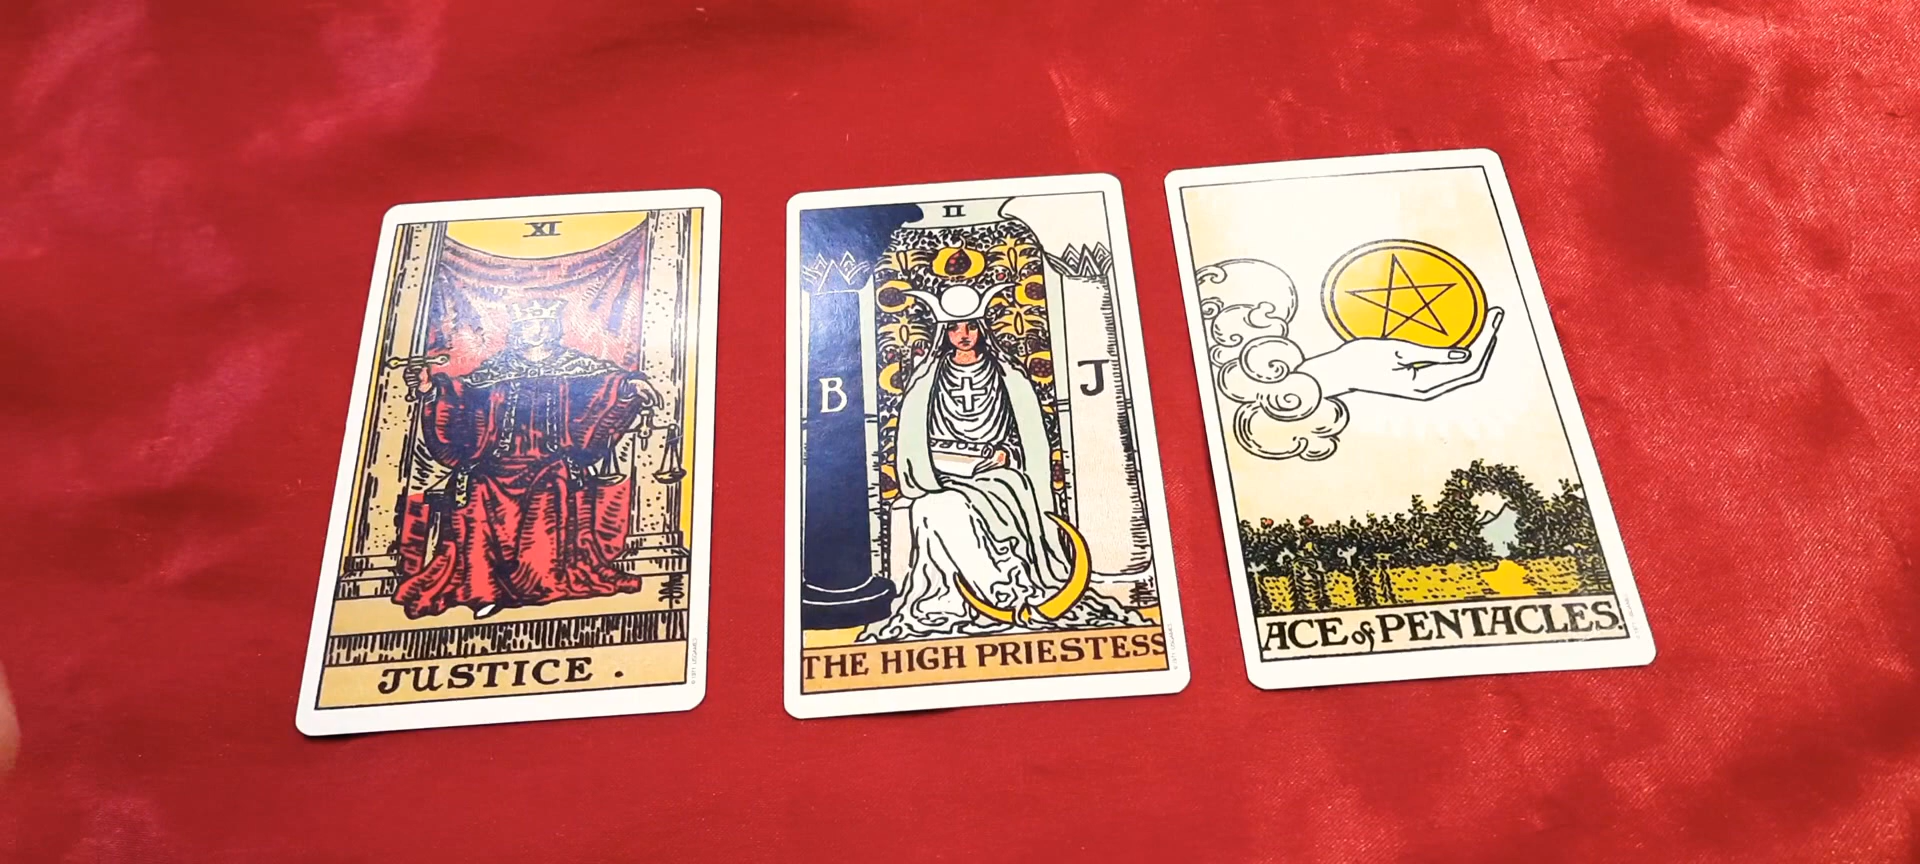 XI
JUSTICE .
II
B J
THE HIGH PRIESTESS
ACE of PENTACLES.